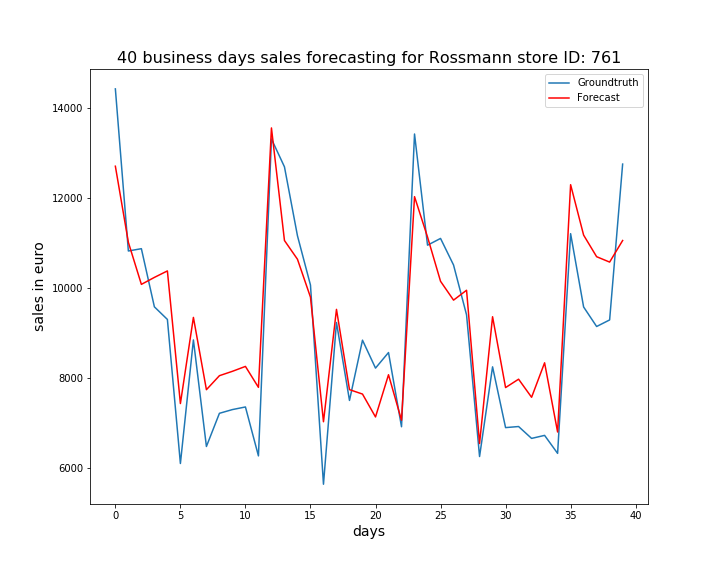 40 business days sales forecasting for Rossmann store ID: 761
Groundtruth
Forecast
14000
12000
10000
8000
6000
sales in euro
0 5 10 15 20 25 30 35 40
days